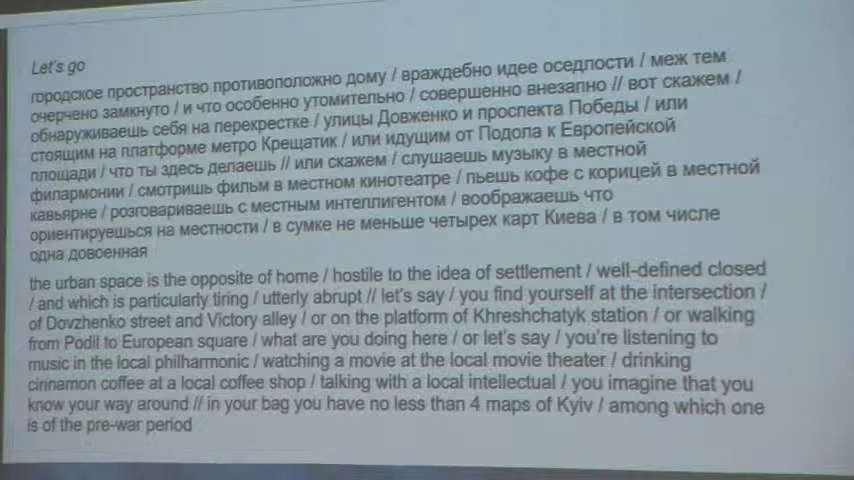 Let's go
городское пространство противоположно дому / враждебно идее оседлости / меж тем
очерчено замкнуто / и что особенно утомительно / совершенно внезапно // вот скажем /
обнаруживаешь себя на перекрестке / улицы Довженко и проспекта Победы / или
стоящим на платформе метро Крещатик / или идущим от Подола к Европейской
площади / что ты здесь делаешь // или скажем / слушаешь музыку в местной
филармонии / смотришь фильм в местном кинотеатре / пьешь кофе с корицей в местной
кавьярне / розговариваешь с местным интеллигентом / воображаешь что
ориентируешься на местности / в сумке не меньше четырех карт Киева / в том числе
одна довоенная
the urban space is the opposite of home / hostile to the idea of settlement / well-defined closed
/ and which is particularly tiring / utterly abrupt // let's say / you find yourself at the intersection /
of Dovzhenko street and Victory alley / or on the platform of Khreshchatyk station / or walking
from Podil to European square / what are you doing here / or let's say / you're listening to
music in the local philharmonic / watching a movie at the local movie theater / drinking
cinnamon coffee at a local coffee shop / talking with a local intellectual / you imagine that you
know your way around // in your bag you have no less than 4 maps of Kyiv / among which one
is of the pre-war period